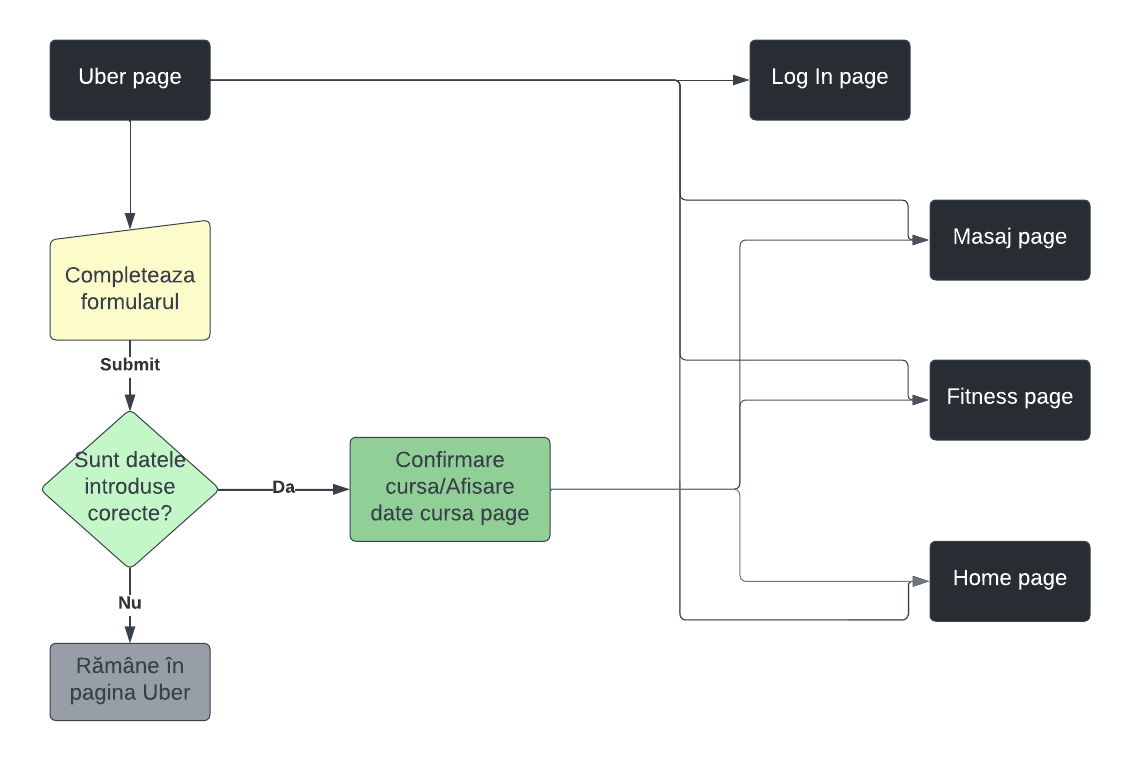 Uber page
Log In page
Masaj page
Completeaza
formularul
Submit
Fitness page
Sunt datele
introduse
corecte?
Da
Confirmare
cursa/Afisare
date cursa page
Home page
Nu
Rămâne în
pagina Uber